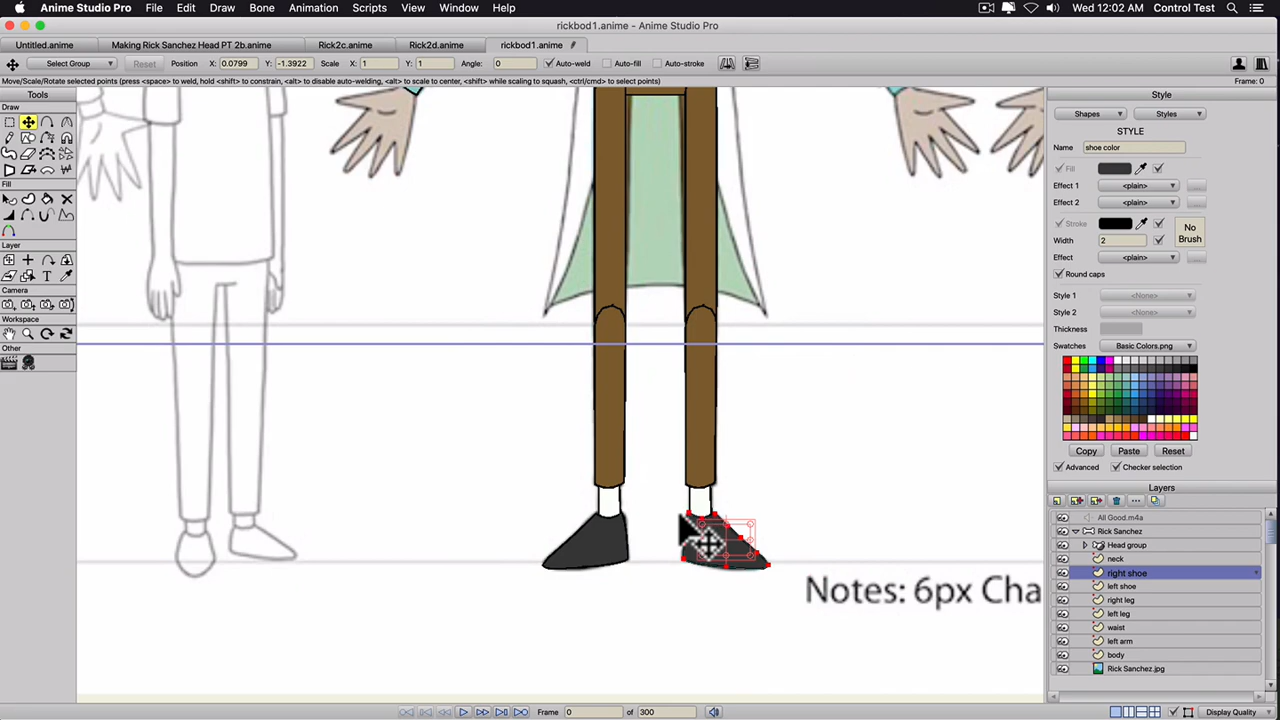 Anime Studio Pro File Edit Draw Bone Animation Scripts View Window Help Wed 12:02 AM Control Test
rickbod1.anime - Anime Studio Pro
Untitled.anime Making Rick Sanchez Head PT 2b.anime Rick2c.anime Rick2d.anime rickbod1.anime
Select Group Reset Position X: 0.0799 Y: -1.3922 Scale X: 1 Y: 1 Angle: 0 Auto-weld Auto-fill Auto-stroke
Move/Scale/Rotate selected points (press <space> to weld, hold <shift> to constrain, <alt> to disable auto-welding, <alt> to scale to center, <shift> while scaling to squash, <ctrl/cmd> to select points) Frame: 0
Tools
Draw
Fill
Layer
Camera
Workspace
Other
Style
Shapes Styles
STYLE
Name shoe color
Fill
Effect 1 <plain> ...
Effect 2 <plain> ...
Stroke
Width 2
No Brush
Effect <plain> ...
Round caps
Style 1 <None>
Style 2 <None>
Thickness
Swatches Basic Colors.png
Copy Paste Reset
Advanced Checker selection
Layers
All Good.m4a
Rick Sanchez
Head group
neck
right shoe
left shoe
right leg
left leg
waist
left arm
body
Rick Sanchez.jpg
Notes: 6px Cha
Frame 0 of 300 Display Quality